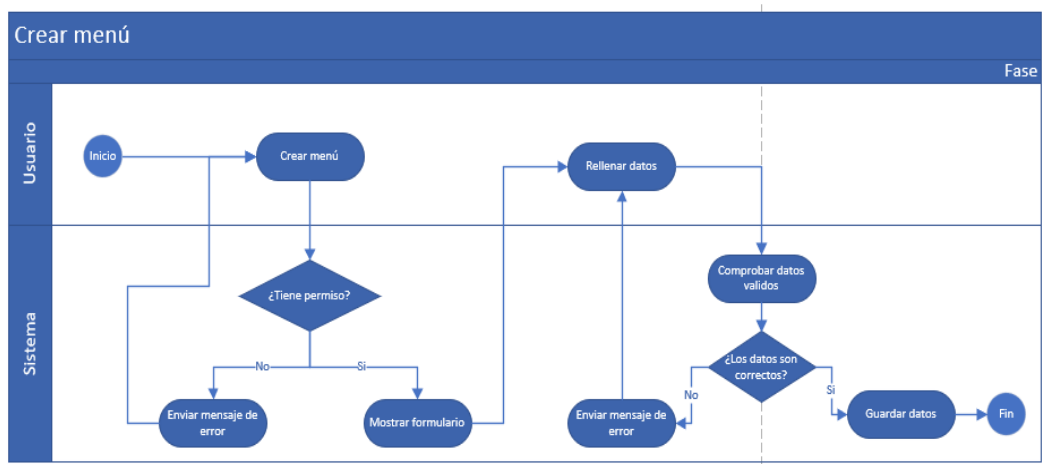 Crear menú
Fase
Usuario
Inicio
Crear menú
Rellenar datos
Sistema
¿Tiene permiso?
No
Si
Enviar mensaje de
error
Mostrar formulario
Comprobar datos
validos
¿Los datos son
correctos?
No
Si
Enviar mensaje de
error
Guardar datos
Fin